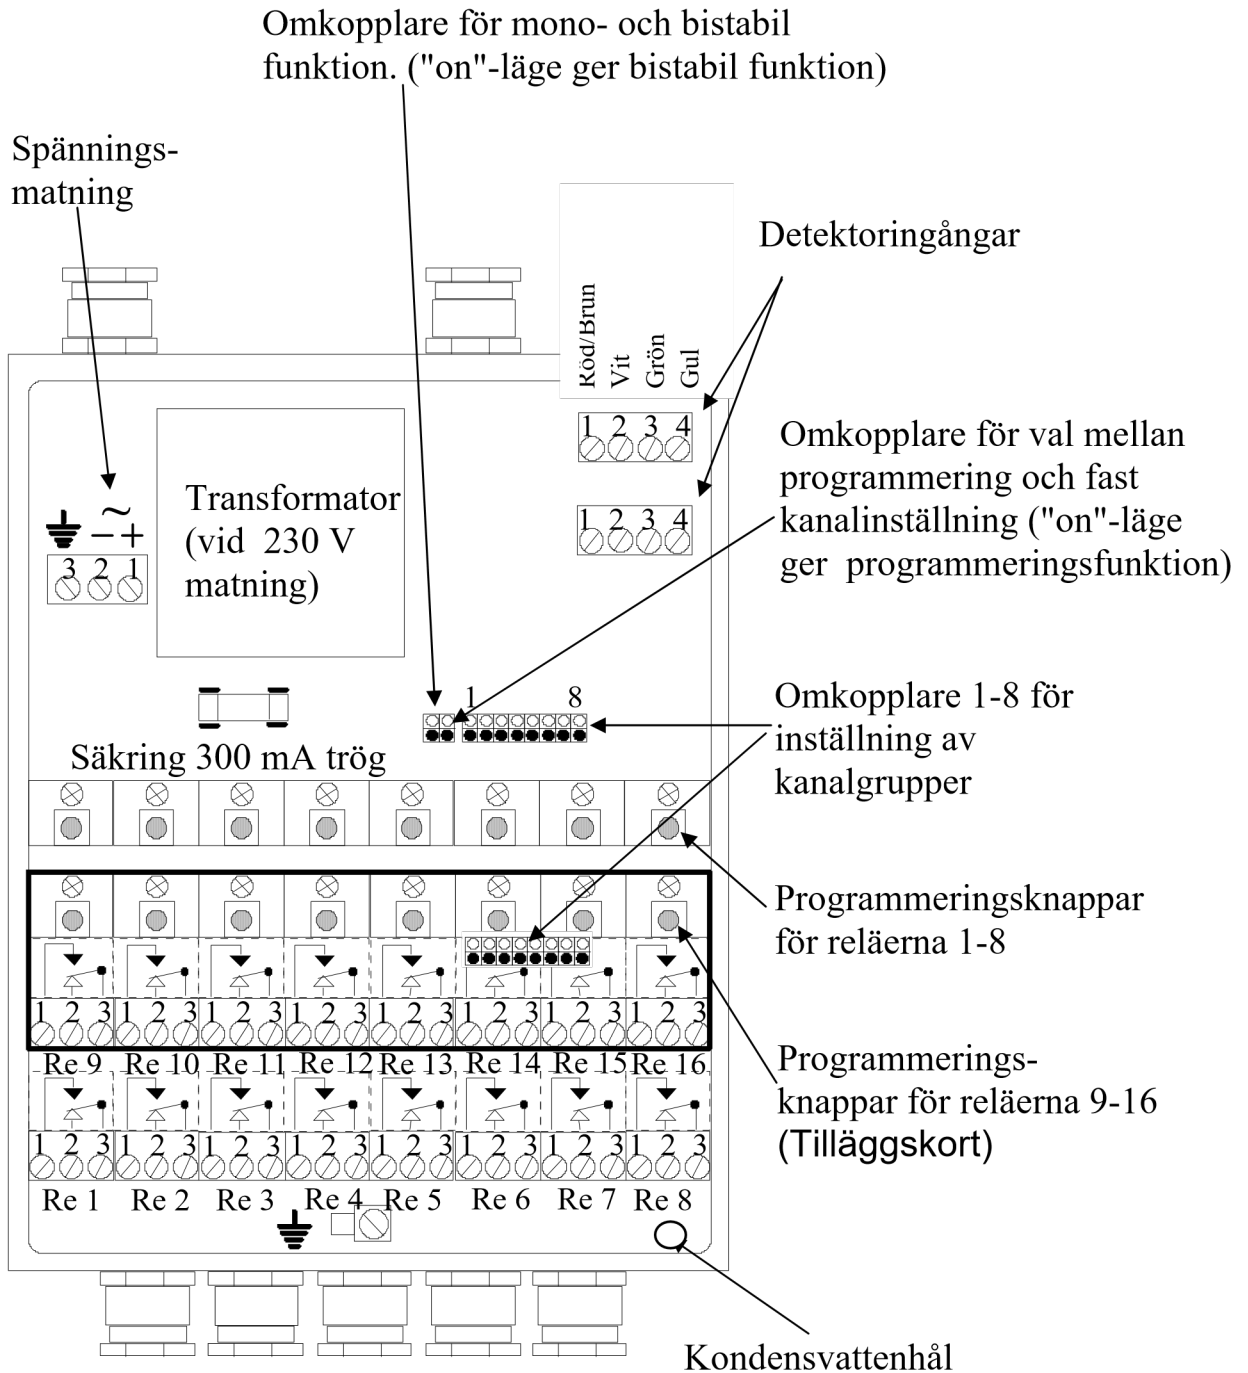 Omkopplare för mono- och bistabil
funktion. ("on"-läge ger bistabil funktion)
Spännings-
matning
Detektoringångar
Röd/Brun
Vit
Grön
Gul
1 2 3 4
Omkopplare för val mellan
programmering och fast
kanalinställning ("on"-läge
ger programmeringsfunktion)
Transformator
(vid 230 V
matning)
~
− +
3 2 1
1 2 3 4
1 8
Omkopplare 1-8 för
inställning av
kanalgrupper
Säkring 300 mA trög
Programmeringsknappar
för reläerna 1-8
1 2 3 1 2 3 1 2 3 1 2 3 1 2 3 1 2 3 1 2 3 1 2 3
Re 9 Re 10 Re 11 Re 12 Re 13 Re 14 Re 15 Re 16
Programmerings-
knappar för reläerna 9-16
(Tilläggskort)
1 2 3 1 2 3 1 2 3 1 2 3 1 2 3 1 2 3 1 2 3 1 2 3
Re 1 Re 2 Re 3 Re 4 Re 5 Re 6 Re 7 Re 8
Kondensvattenhål